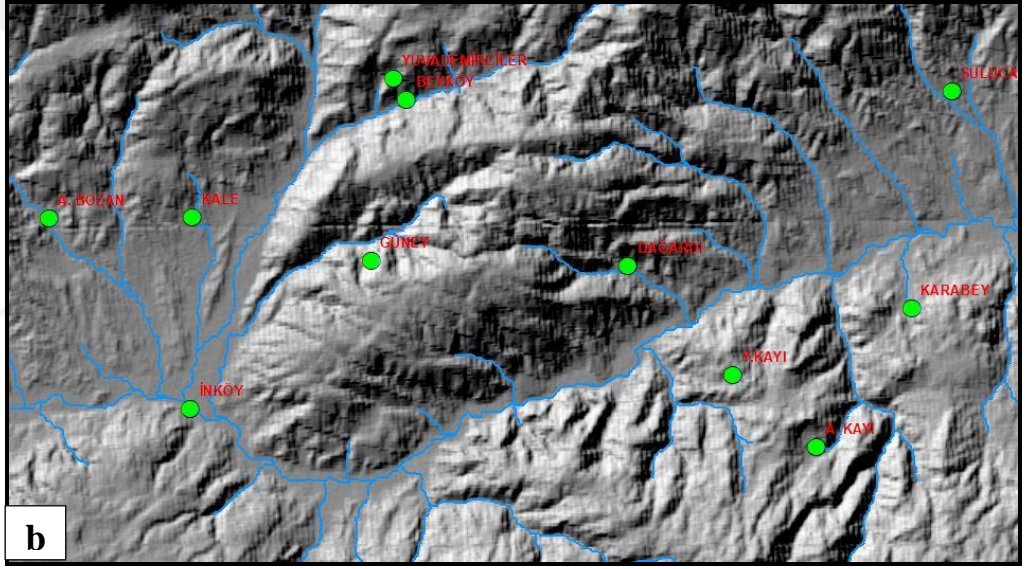 YUVADEMİRCİLER
BEYKÖY
SULUCA
A. BOZAN
KALE
GÜNEY
DAĞARDI
KARABEY
Y.KAYI
İNKÖY
A. KAYI
b